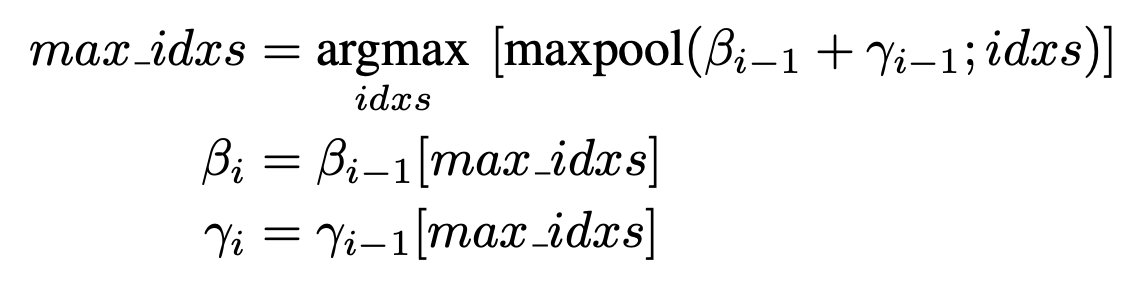 max_idxs = argmax [maxpool(β_{i−1} + γ_{i−1}; idxs)]
idxs
β_i = β_{i−1}[max_idxs]
γ_i = γ_{i−1}[max_idxs]